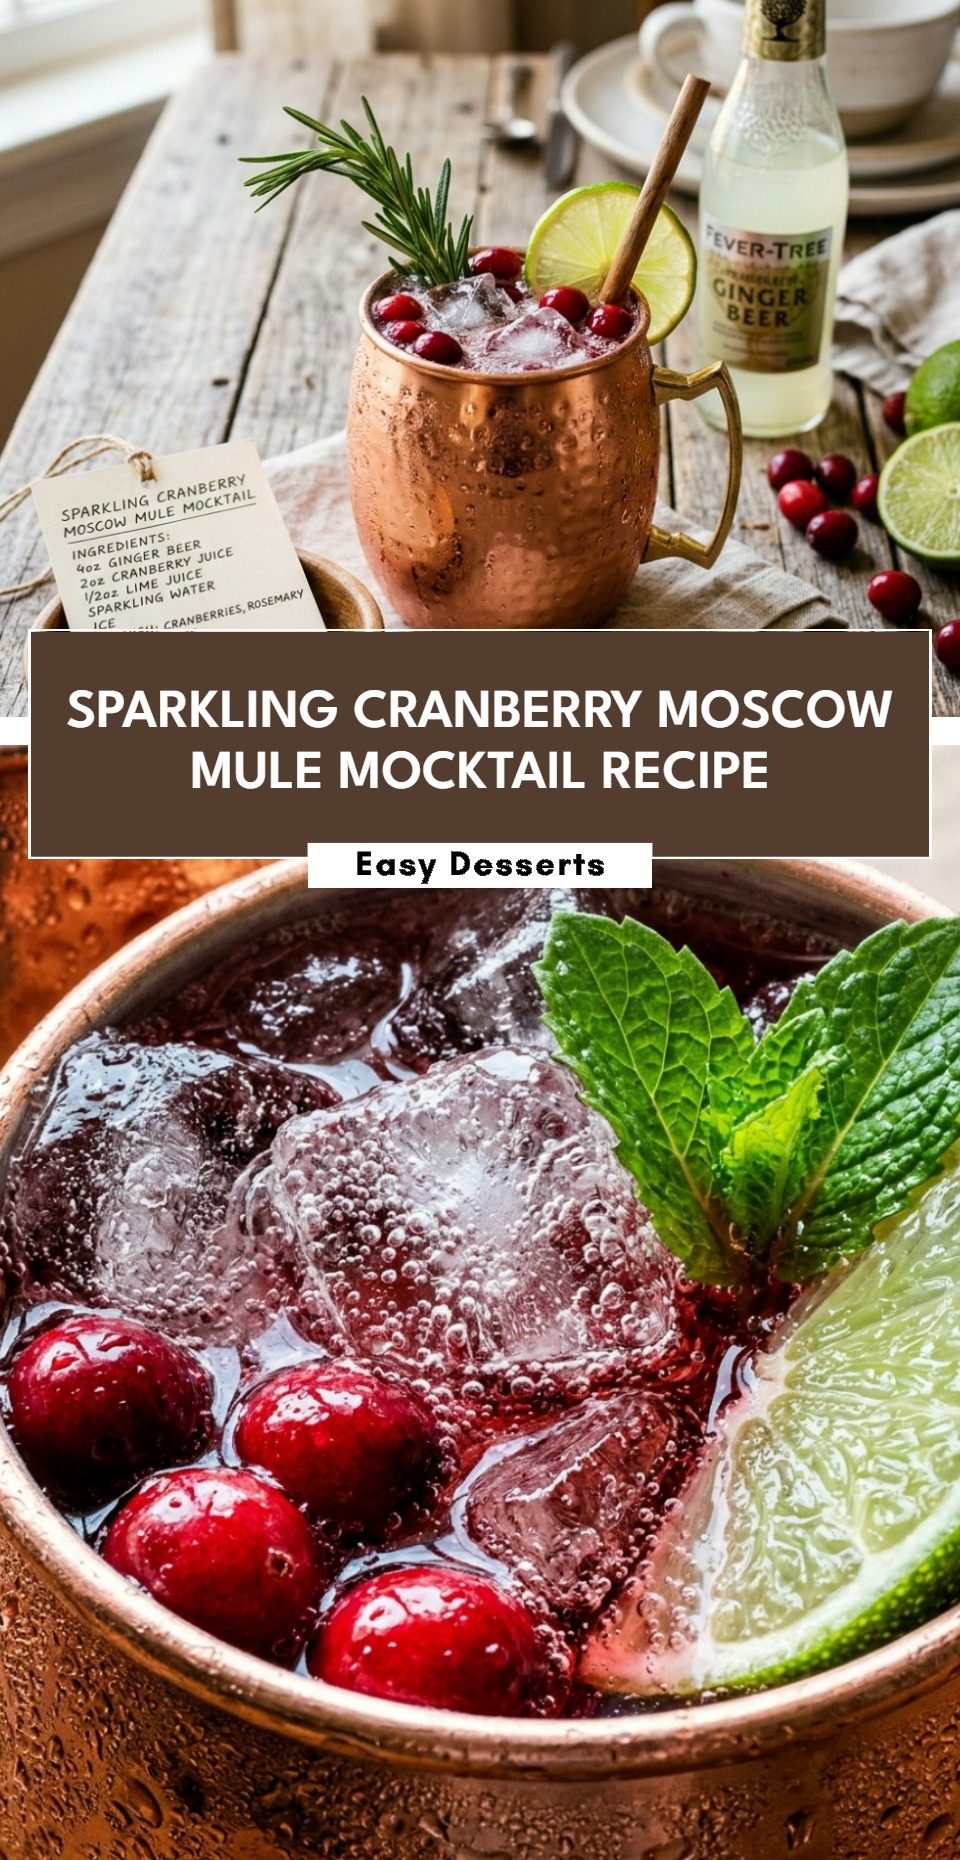 FEVER-TREE
GINGER
BEER
SPARKLING CRANBERRY
MOSCOW MULE MOCKTAIL
INGREDIENTS:
4OZ GINGER BEER
2OZ CRANBERRY JUICE
1/2OZ LIME JUICE
SPARKLING WATER
ICE
CRANBERRIES, ROSEMARY
SPARKLING CRANBERRY MOSCOW
MULE MOCKTAIL RECIPE
Easy Desserts